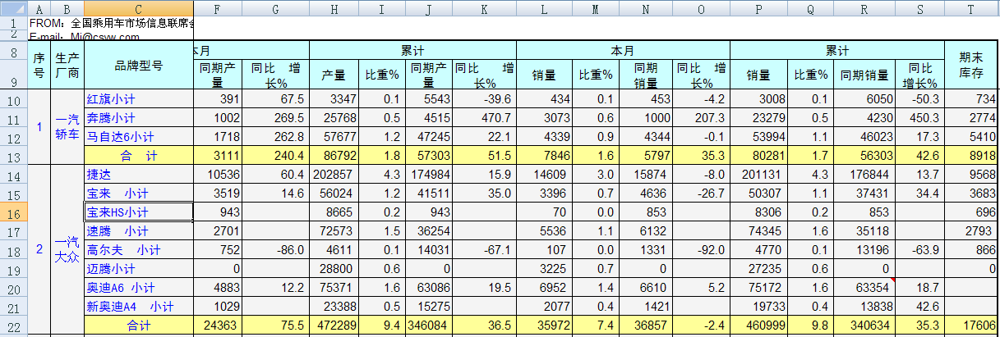 A B C F G H I J K L M N O P Q R S T
1 FROM：全国乘用车市场信息联席会
2 E-mail：Mi@csvw.com
8 序号 生产厂商 品牌型号 本月 累计 本月 累计 期末库存
9 同期产量 同比 增长% 产量 比重% 同期产量 同比 增长% 销量 比重% 同期销量 同比 增长% 销量 比重% 同期销量 同比增长%
10 红旗小计 391 67.5 3347 0.1 5543 -39.6 434 0.1 453 -4.2 3008 0.1 6050 -50.3 734
11 1 一汽轿车 奔腾小计 1002 269.5 25768 0.5 4515 470.7 3073 0.6 1000 207.3 23279 0.5 4230 450.3 2774
12 马自达6小计 1718 262.8 57677 1.2 47245 22.1 4339 0.9 4344 -0.1 53994 1.1 46023 17.3 5410
13 合 计 3111 240.4 86792 1.8 57303 51.5 7846 1.6 5797 35.3 80281 1.7 56303 42.6 8918
14 捷达 10536 60.4 202857 4.3 174984 15.9 14609 3.0 15874 -8.0 201131 4.3 176844 13.7 9568
15 宝来 小计 3519 14.6 56024 1.2 41511 35.0 3396 0.7 4636 -26.7 50307 1.1 37431 34.4 3683
16 宝来HS小计 943 8665 0.2 943 70 0.0 853 8306 0.2 853 696
17 速腾 小计 2701 72573 1.5 36254 5536 1.1 6132 74345 1.6 35118 2793
18 2 一汽大众 高尔夫 小计 752 -86.0 4611 0.1 14031 -67.1 107 0.0 1331 -92.0 4770 0.1 13196 -63.9 866
19 迈腾小计 0 28800 0.6 0 3225 0.7 0 27235 0.6 0 0
20 奥迪A6 小计 4883 12.2 75371 1.6 63086 19.5 6952 1.4 6610 5.2 75172 1.6 63354 18.7
21 新奥迪A4 小计 1029 23388 0.5 15275 2077 0.4 1421 19733 0.4 13838 42.6
22 合计 24363 75.5 472289 9.4 346084 36.5 35972 7.4 36857 -2.4 460999 9.8 340634 35.3 17606